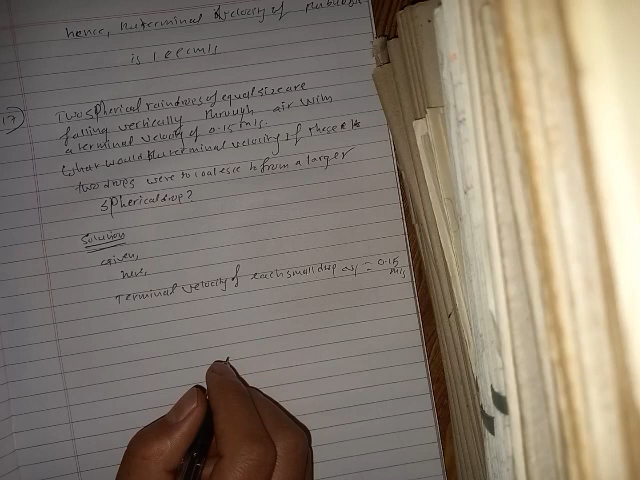 hence, terminal velocity of
is 1 cm/s
17)
Two spherical raindrops of equal size are
falling vertically through air with
a terminal velocity of 0.15 m/s.
What would the terminal velocity if these
two drops were to coalesce to from a larger
spherical drop?
Solution
Given,
here,
Terminal velocity of each small drop = 0.15
m/s